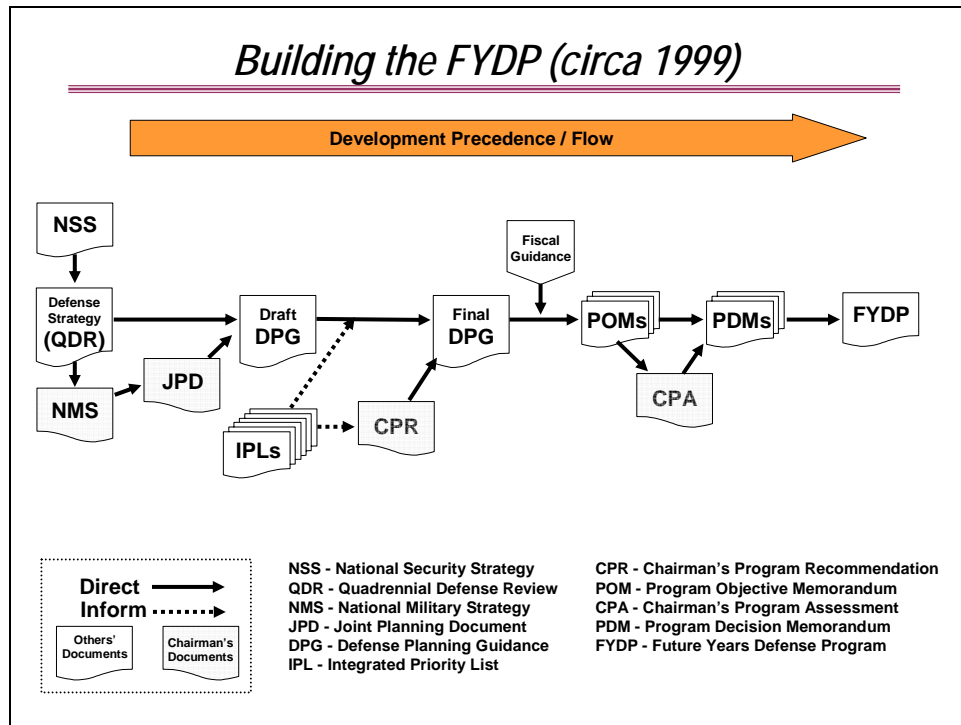 Building the FYDP (circa 1999)
Development Precedence / Flow
NSS
Fiscal
Guidance
Defense
Strategy
(QDR)
Draft
DPG
Final
DPG
POMs
PDMs
FYDP
NMS
JPD
IPLs
CPR
CPA
Direct
Inform
Others'
Documents
Chairman's
Documents
NSS - National Security Strategy
QDR - Quadrennial Defense Review
NMS - National Military Strategy
JPD - Joint Planning Document
DPG - Defense Planning Guidance
IPL - Integrated Priority List
CPR - Chairman's Program Recommendation
POM - Program Objective Memorandum
CPA - Chairman's Program Assessment
PDM - Program Decision Memorandum
FYDP - Future Years Defense Program